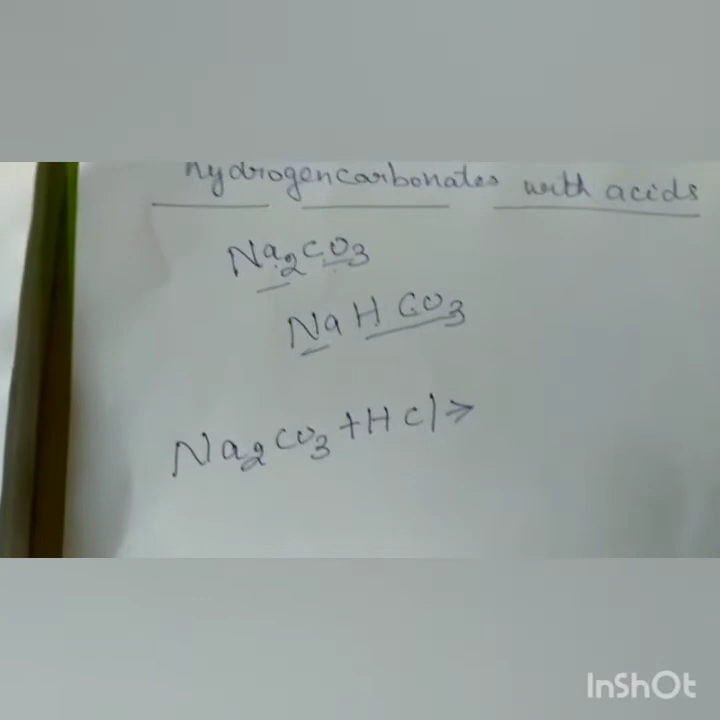 hydrogencarbonates with acids
Na₂CO₃
NaHCO₃
Na₂CO₃ + HCl →
InShOt